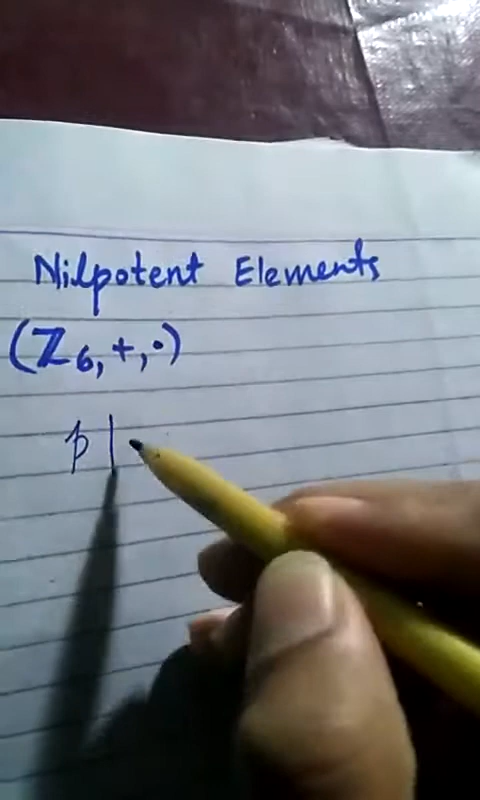 Nilpotent Elements
(ℤ₆, +, •)
p |